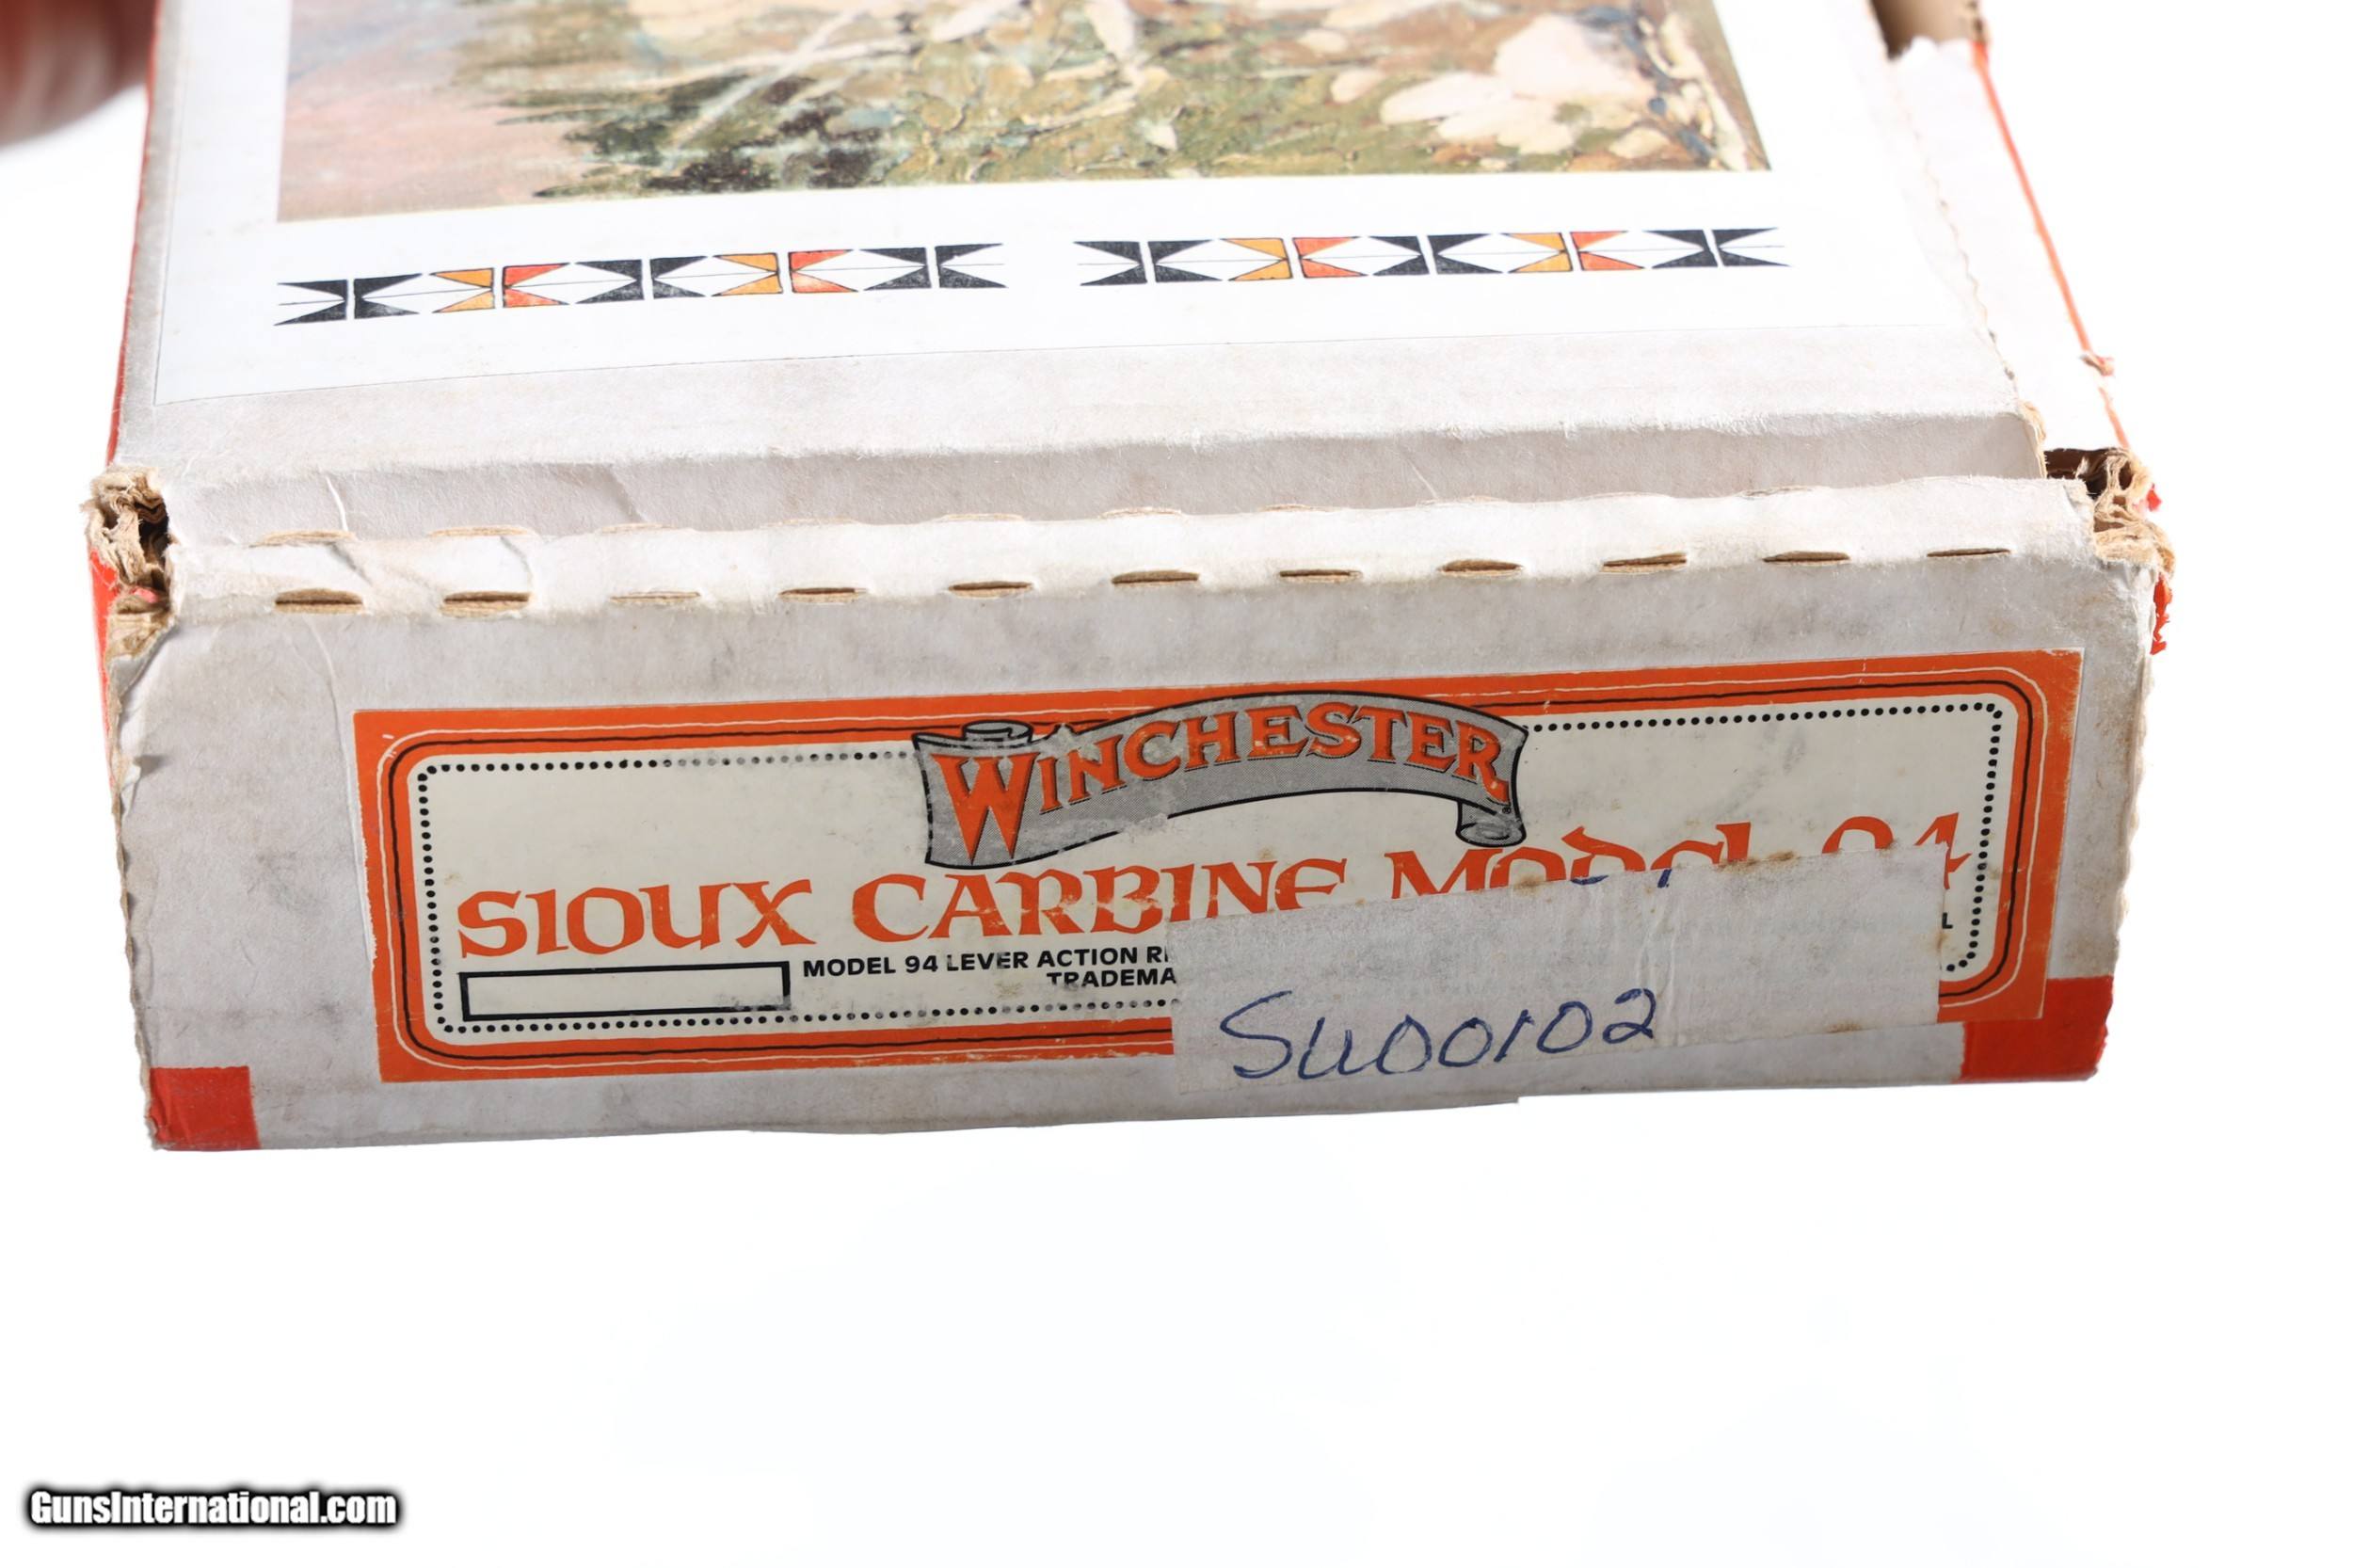 WINCHESTER
SIOUX CARBINE MODEL 94
MODEL 94 LEVER ACTION
TRADEMA
SU00102
GunsInternational.com